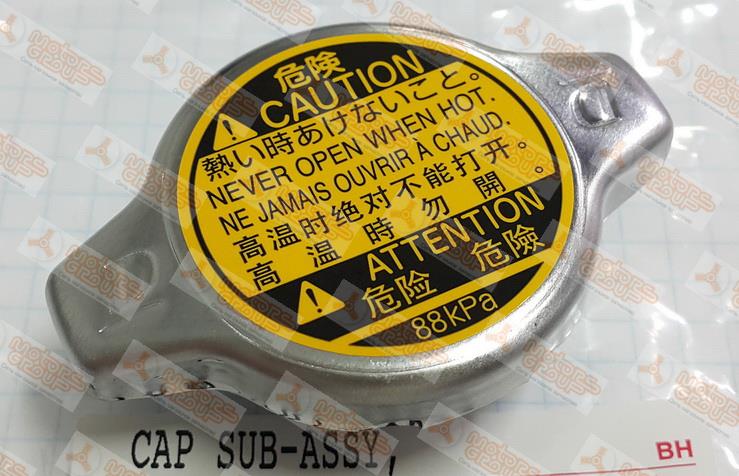 危険
CAUTION
熱い時あけないこと。
NEVER OPEN WHEN HOT.
NE JAMAIS OUVRIR À CHAUD.
高温时绝对不能打开。
高温時勿開。
ATTENTION
危险 危險
88kPa
CAP SUB-ASSY,
BH